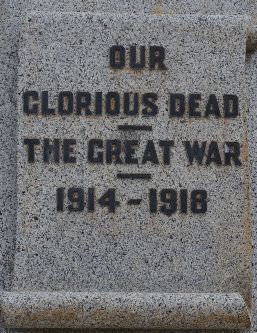 OUR
GLORIOUS DEAD
THE GREAT WAR
1914 - 1918